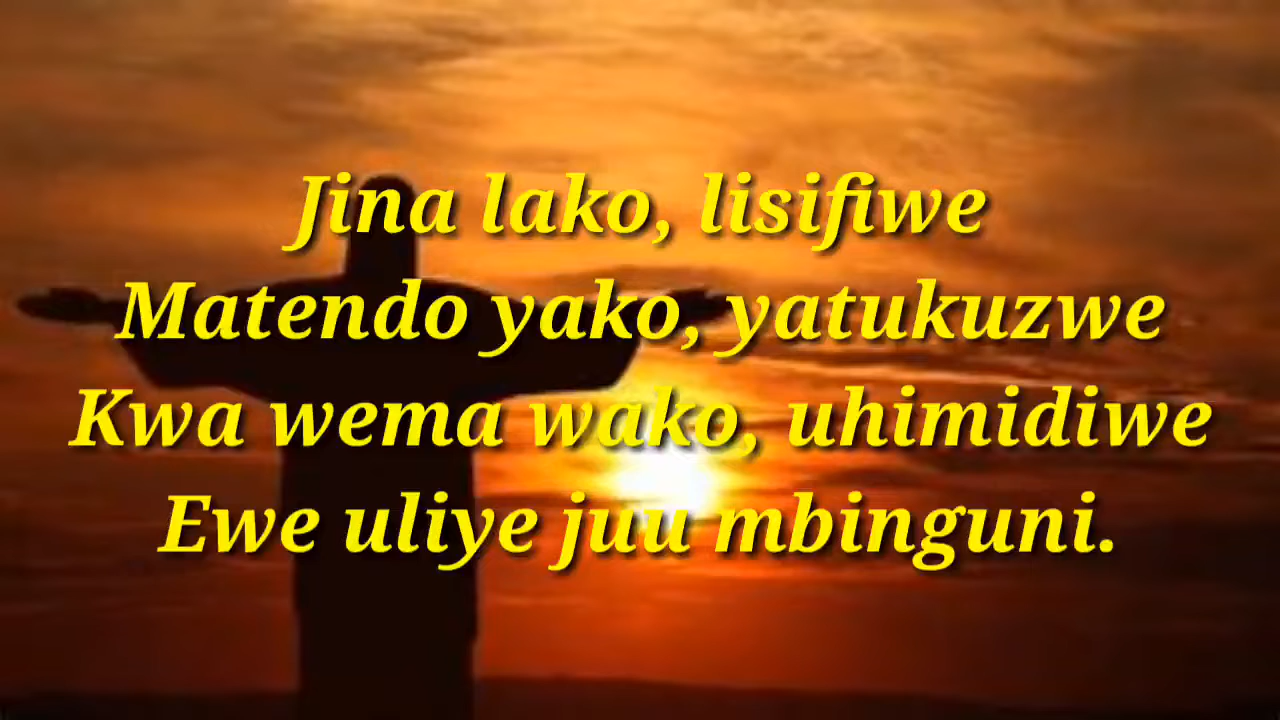 Jina lako, lisifiwe
Matendo yako, yatukuzwe
Kwa wema wako, uhimidiwe
Ewe uliye juu mbinguni.